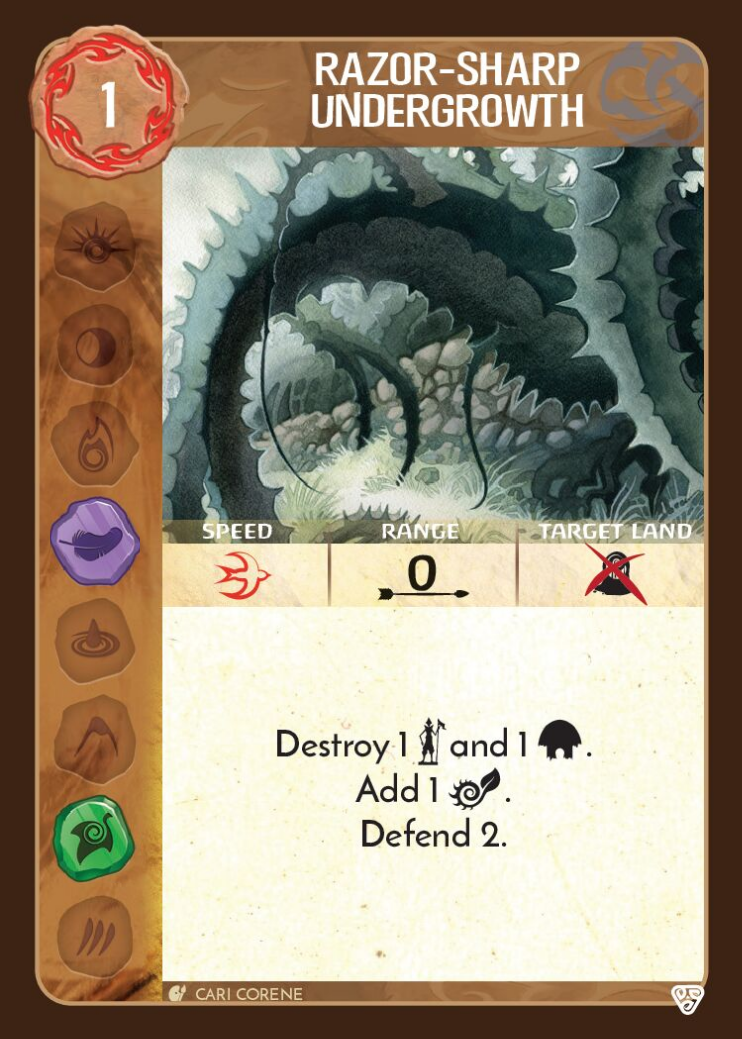 1
RAZOR-SHARP
UNDERGROWTH
SPEED RANGE TARGET LAND
0
Destroy 1 and 1 .
Add 1 .
Defend 2.
CARI CORENE